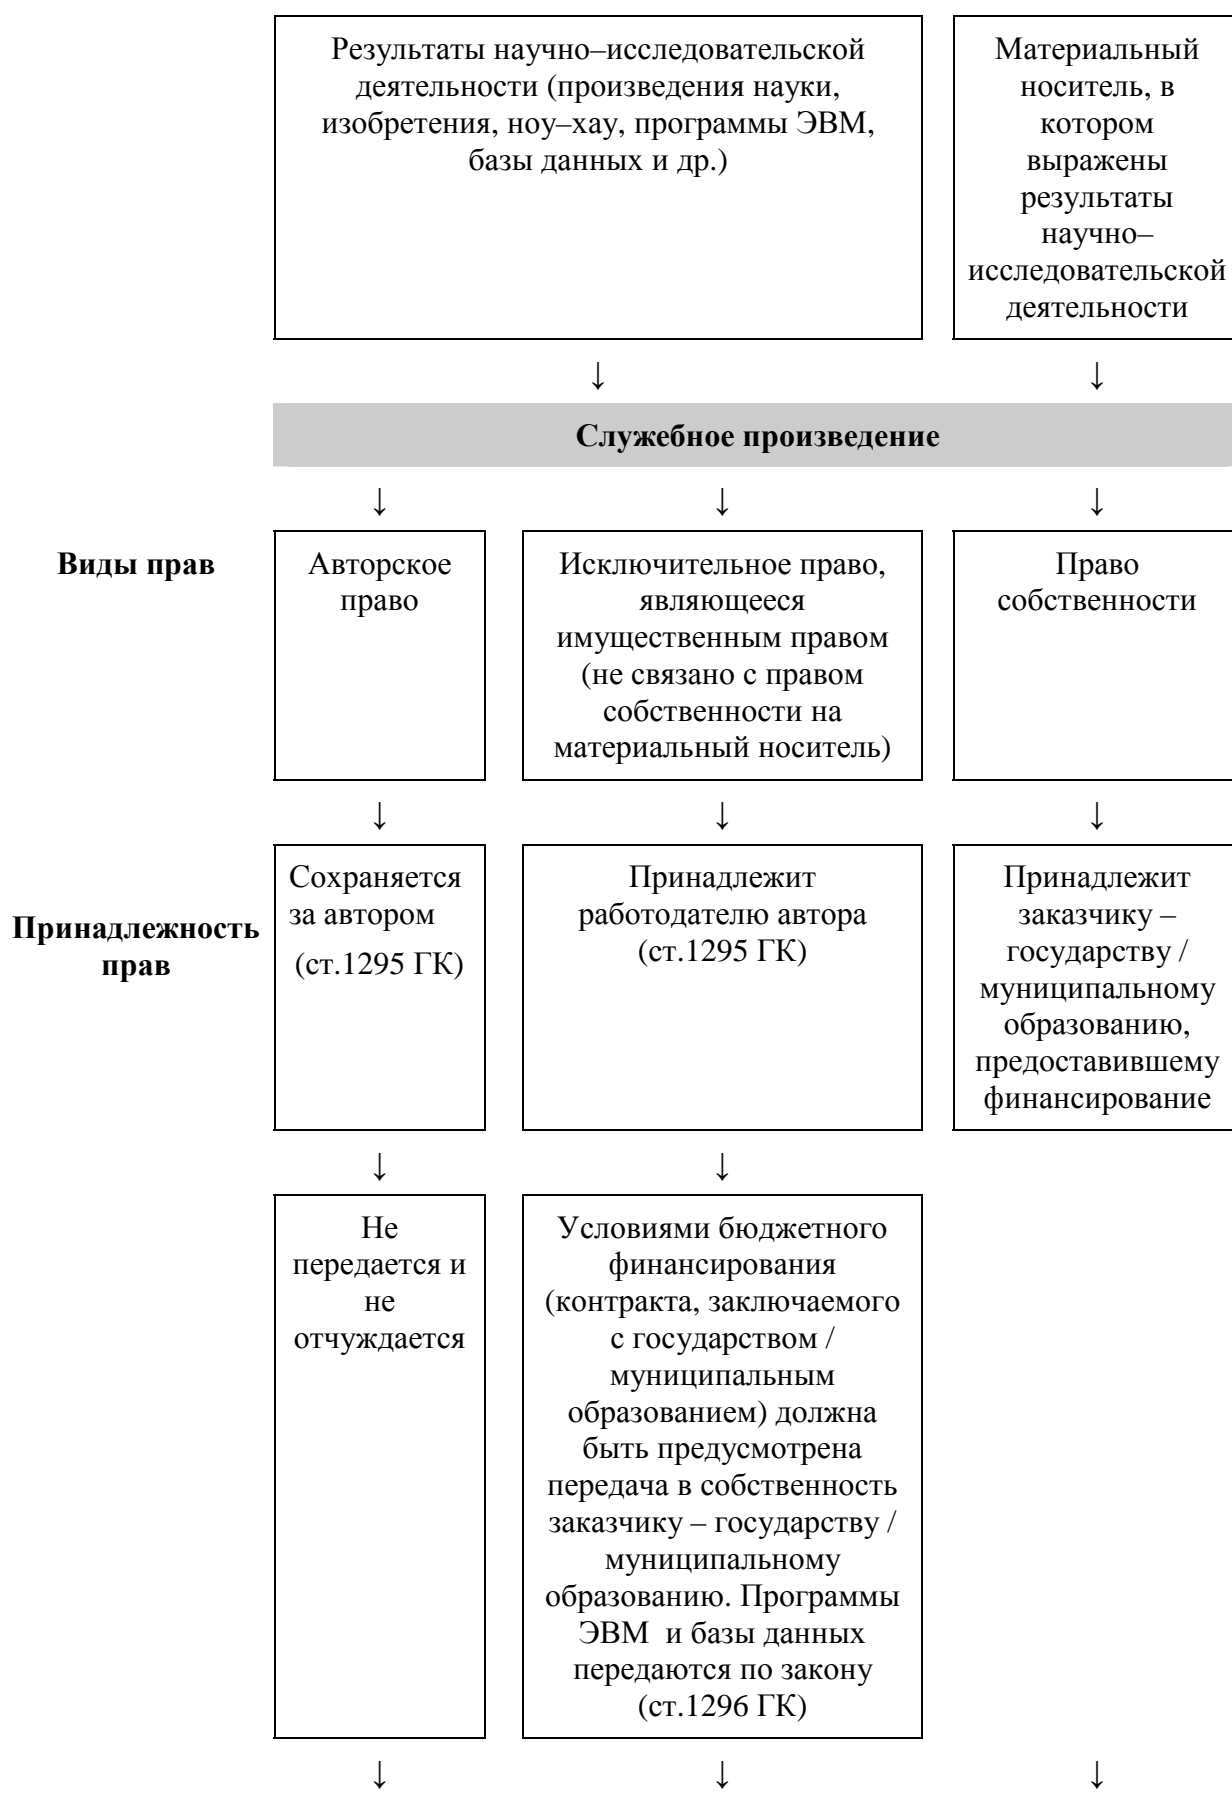 Результаты научно–исследовательской
деятельности (произведения науки,
изобретения, ноу–хау, программы ЭВМ,
базы данных и др.)
Материальный
носитель, в
котором
выражены
результаты
научно–
исследовательской
деятельности
↓ ↓
Служебное произведение
↓ ↓ ↓
Виды прав
Авторское
право
Исключительное право,
являющееся
имущественным правом
(не связано с правом
собственности на
материальный носитель)
Право
собственности
↓ ↓ ↓
Принадлежность
прав
Сохраняется
за автором
(ст.1295 ГК)
Принадлежит
работодателю автора
(ст.1295 ГК)
Принадлежит
заказчику –
государству /
муниципальному
образованию,
предоставившему
финансирование
↓ ↓
Не
передается и
не
отчуждается
Условиями бюджетного
финансирования
(контракта, заключаемого
с государством /
муниципальным
образованием) должна
быть предусмотрена
передача в собственность
заказчику – государству /
муниципальному
образованию. Программы
ЭВМ и базы данных
передаются по закону
(ст.1296 ГК)
↓ ↓ ↓